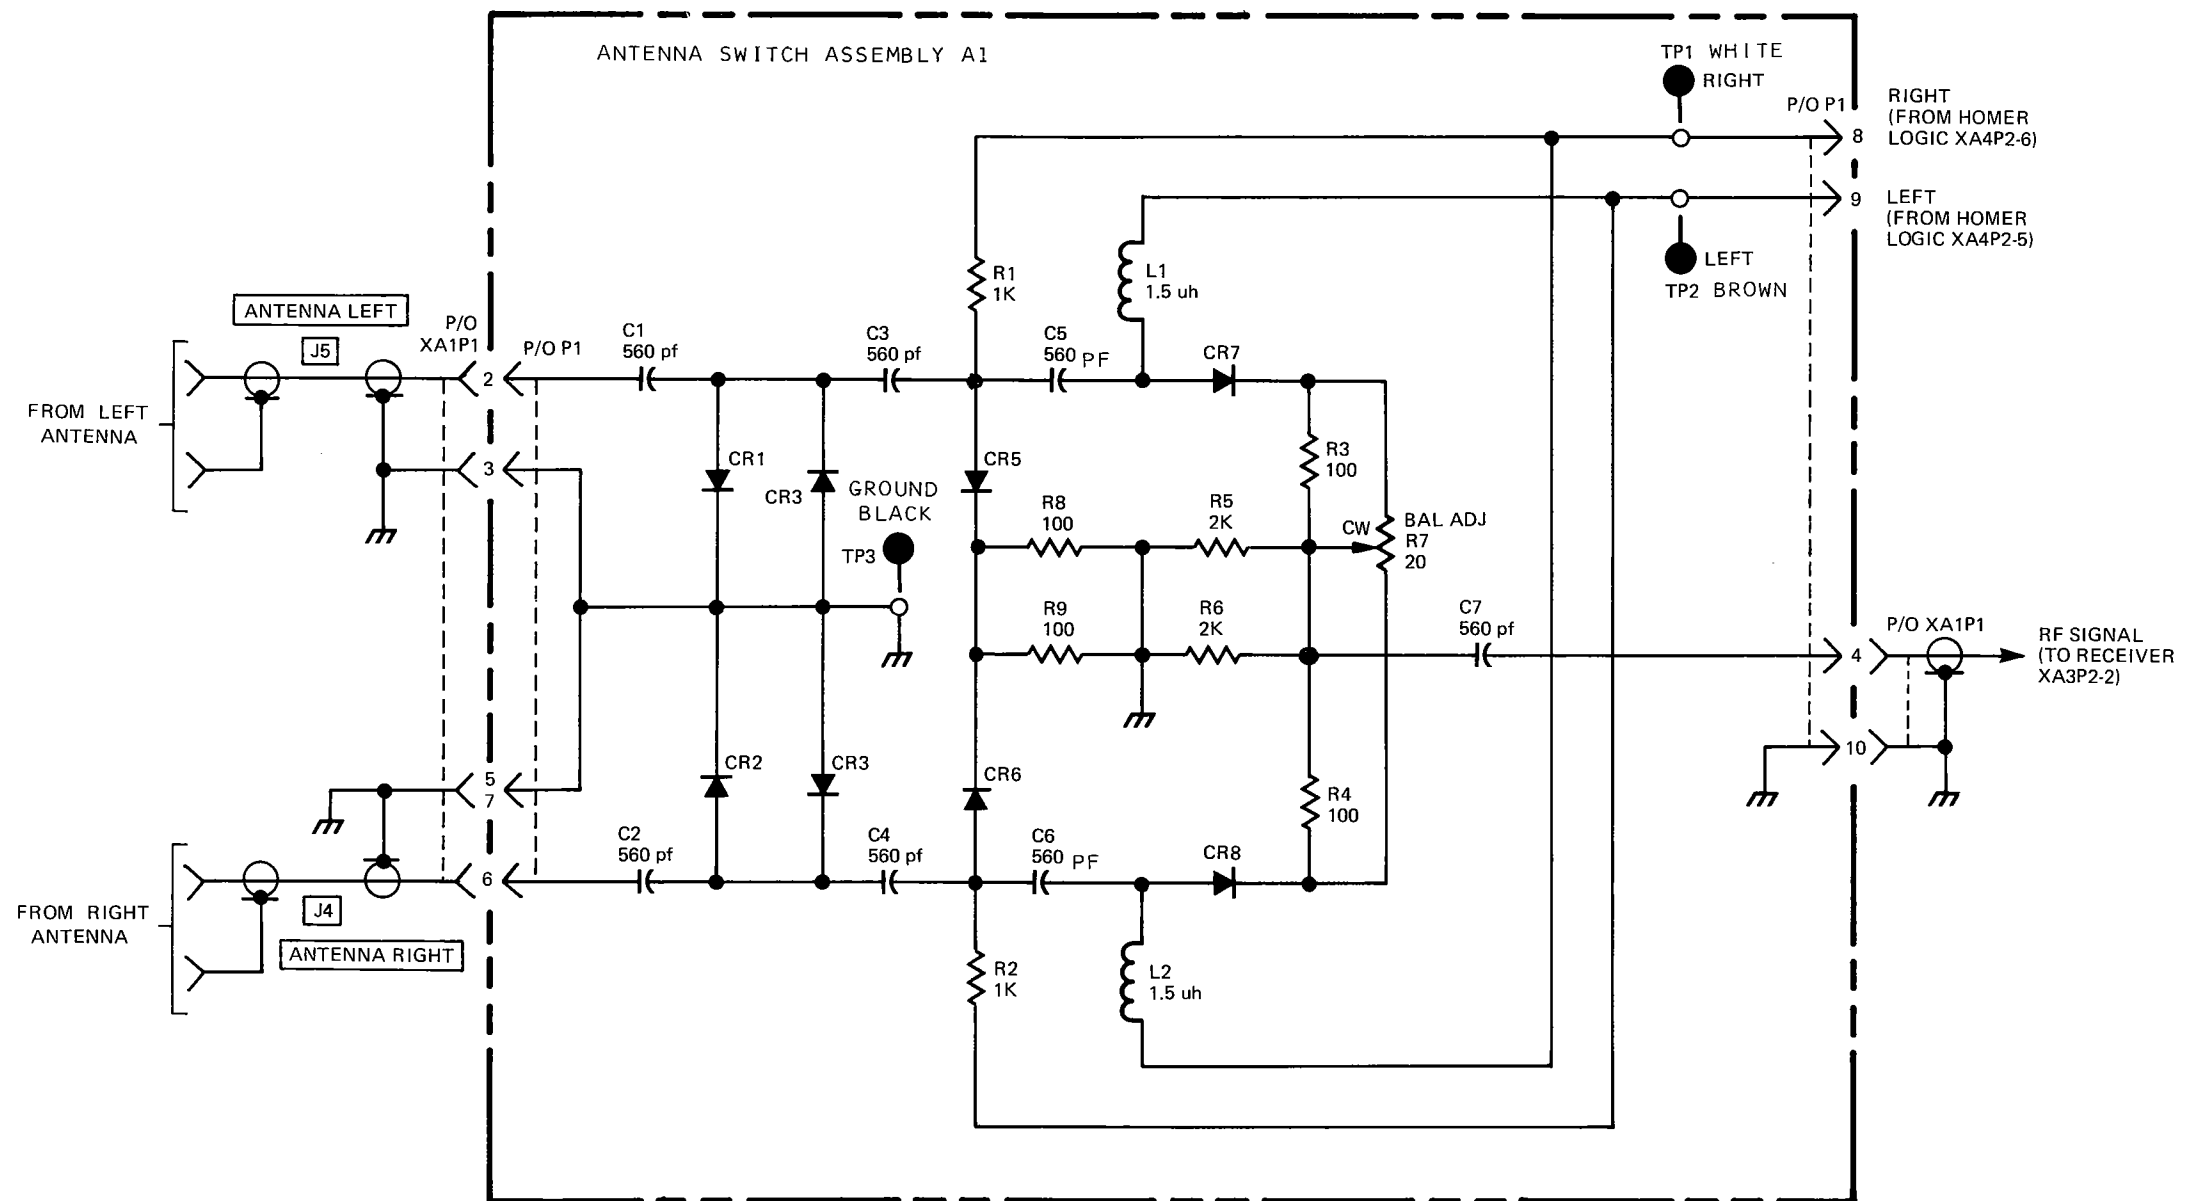 ANTENNA SWITCH ASSEMBLY A1
TP1 WHITE
RIGHT
P/O P1
RIGHT
(FROM HOMER
LOGIC XA4P2-6)
8
9
LEFT
(FROM HOMER
LOGIC XA4P2-5)
LEFT
TP2 BROWN
R1
1K
L1
1.5 uh
ANTENNA LEFT
J5
P/O
XA1P1
P/O P1
2
3
FROM LEFT
ANTENNA
C1
560 pf
C3
560 pf
C5
560 PF
CR7
CR1
CR3
GROUND
BLACK
TP3
CR5
R8
100
R5
2K
R3
100
CW
BAL ADJ
R7
20
R9
100
R6
2K
C7
560 pf
4
P/O XA1P1
RF SIGNAL
(TO RECEIVER
XA3P2-2)
10
5
7
CR2
CR3
CR6
R4
100
C2
560 pf
C4
560 pf
C6
560 PF
CR8
6
FROM RIGHT
ANTENNA
J4
ANTENNA RIGHT
R2
1K
L2
1.5 uh